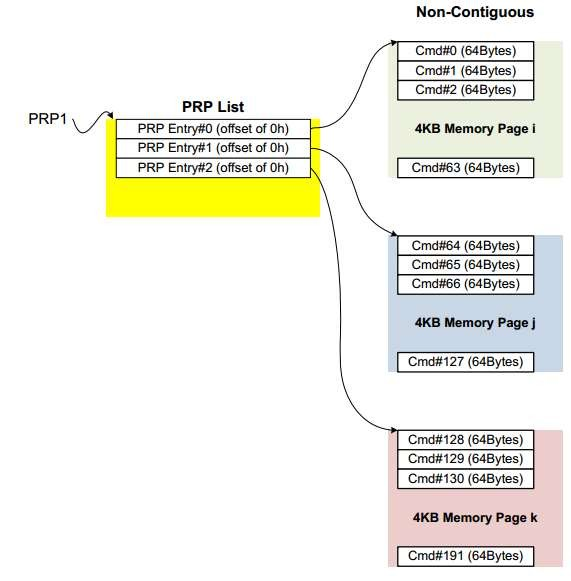 Non-Contiguous
Cmd#0 (64Bytes)
Cmd#1 (64Bytes)
Cmd#2 (64Bytes)
4KB Memory Page i
Cmd#63 (64Bytes)
PRP List
PRP1
PRP Entry#0 (offset of 0h)
PRP Entry#1 (offset of 0h)
PRP Entry#2 (offset of 0h)
Cmd#64 (64Bytes)
Cmd#65 (64Bytes)
Cmd#66 (64Bytes)
4KB Memory Page j
Cmd#127 (64Bytes)
Cmd#128 (64Bytes)
Cmd#129 (64Bytes)
Cmd#130 (64Bytes)
4KB Memory Page k
Cmd#191 (64Bytes)